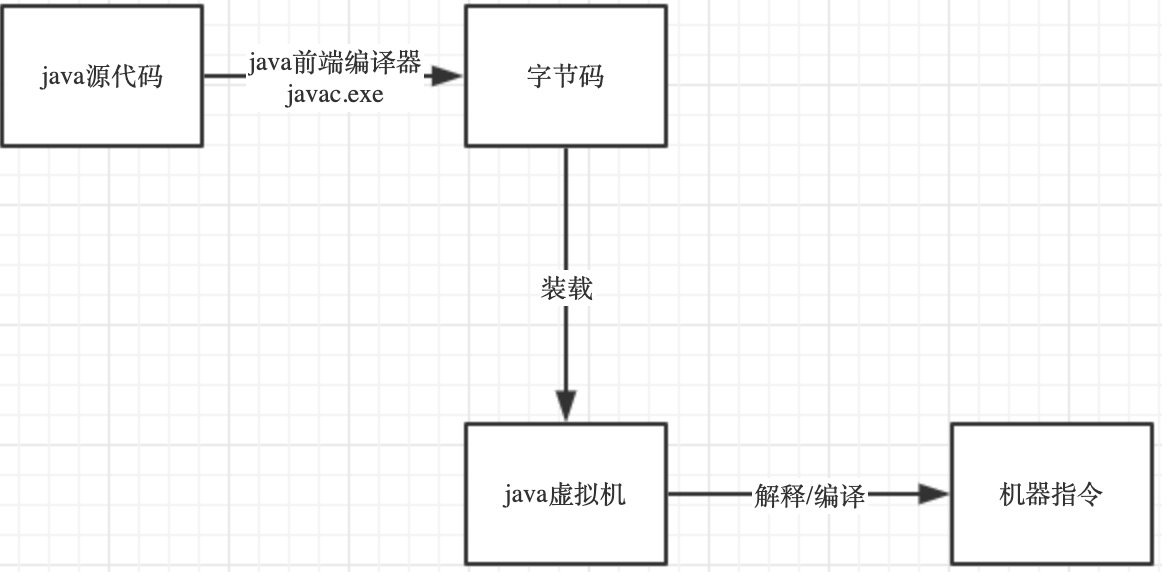 java源代码
java前端编译器
javac.exe
字节码
装载
java虚拟机
解释/编译
机器指令